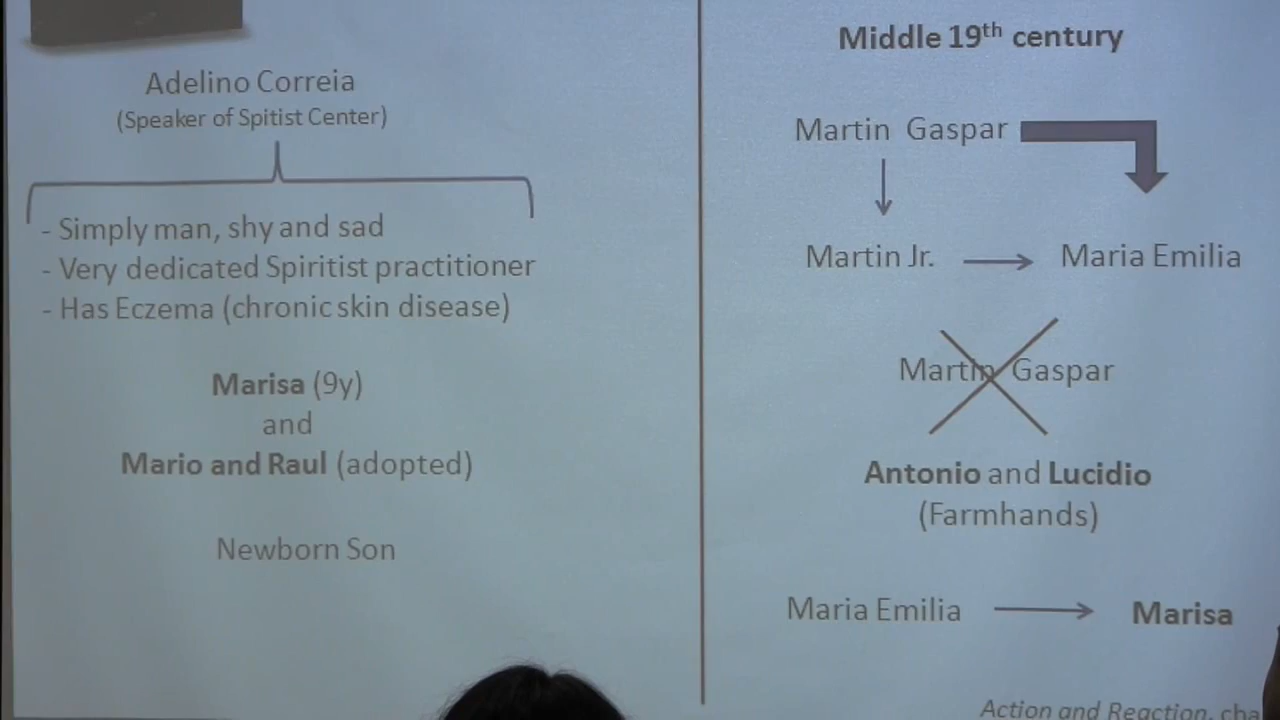 Adelino Correia
(Speaker of Spitist Center)
- Simply man, shy and sad
- Very dedicated Spiritist practitioner
- Has Eczema (chronic skin disease)
Marisa (9y)
and
Mario and Raul (adopted)
Newborn Son
Middle 19th century
Martin Gaspar
Martin Jr. → Maria Emilia
Martin Gaspar
Antonio and Lucidio
(Farmhands)
Maria Emilia → Marisa
Action and Reaction,